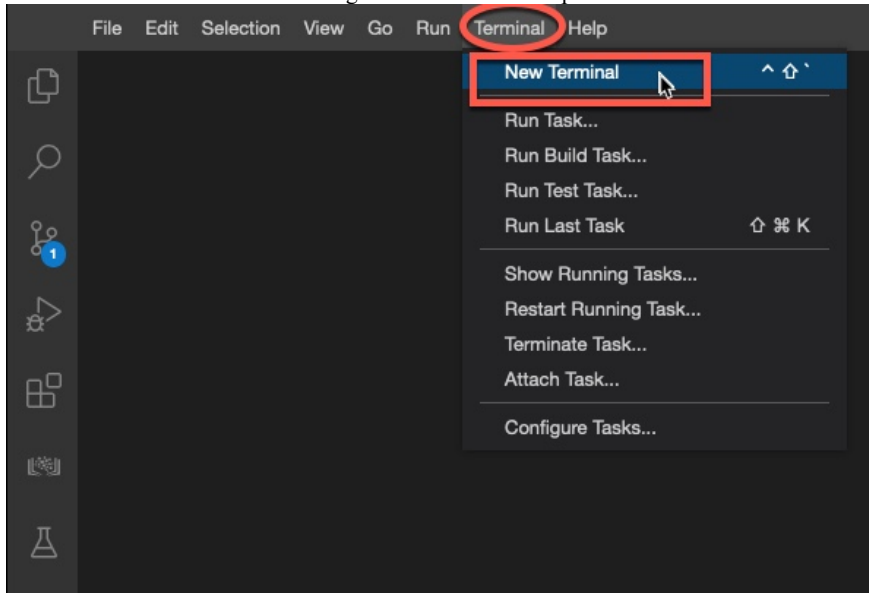 File Edit Selection View Go Run Terminal Help
New Terminal ^ ⇧ `
Run Task...
Run Build Task...
Run Test Task...
Run Last Task ⇧ ⌘ K
Show Running Tasks...
Restart Running Task...
Terminate Task...
Attach Task...
Configure Tasks...
1